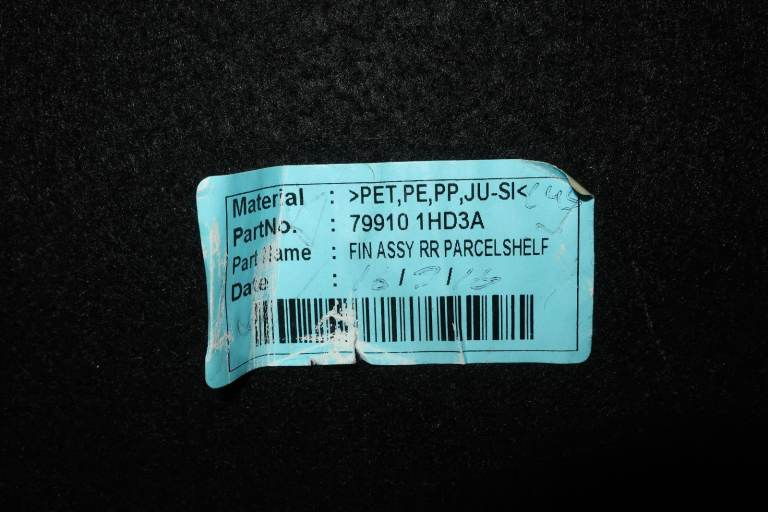 Material : >PET,PE,PP,JU-SI<
PartNo. : 79910 1HD3A
Part Name : FIN ASSY RR PARCELSHELF
Date :